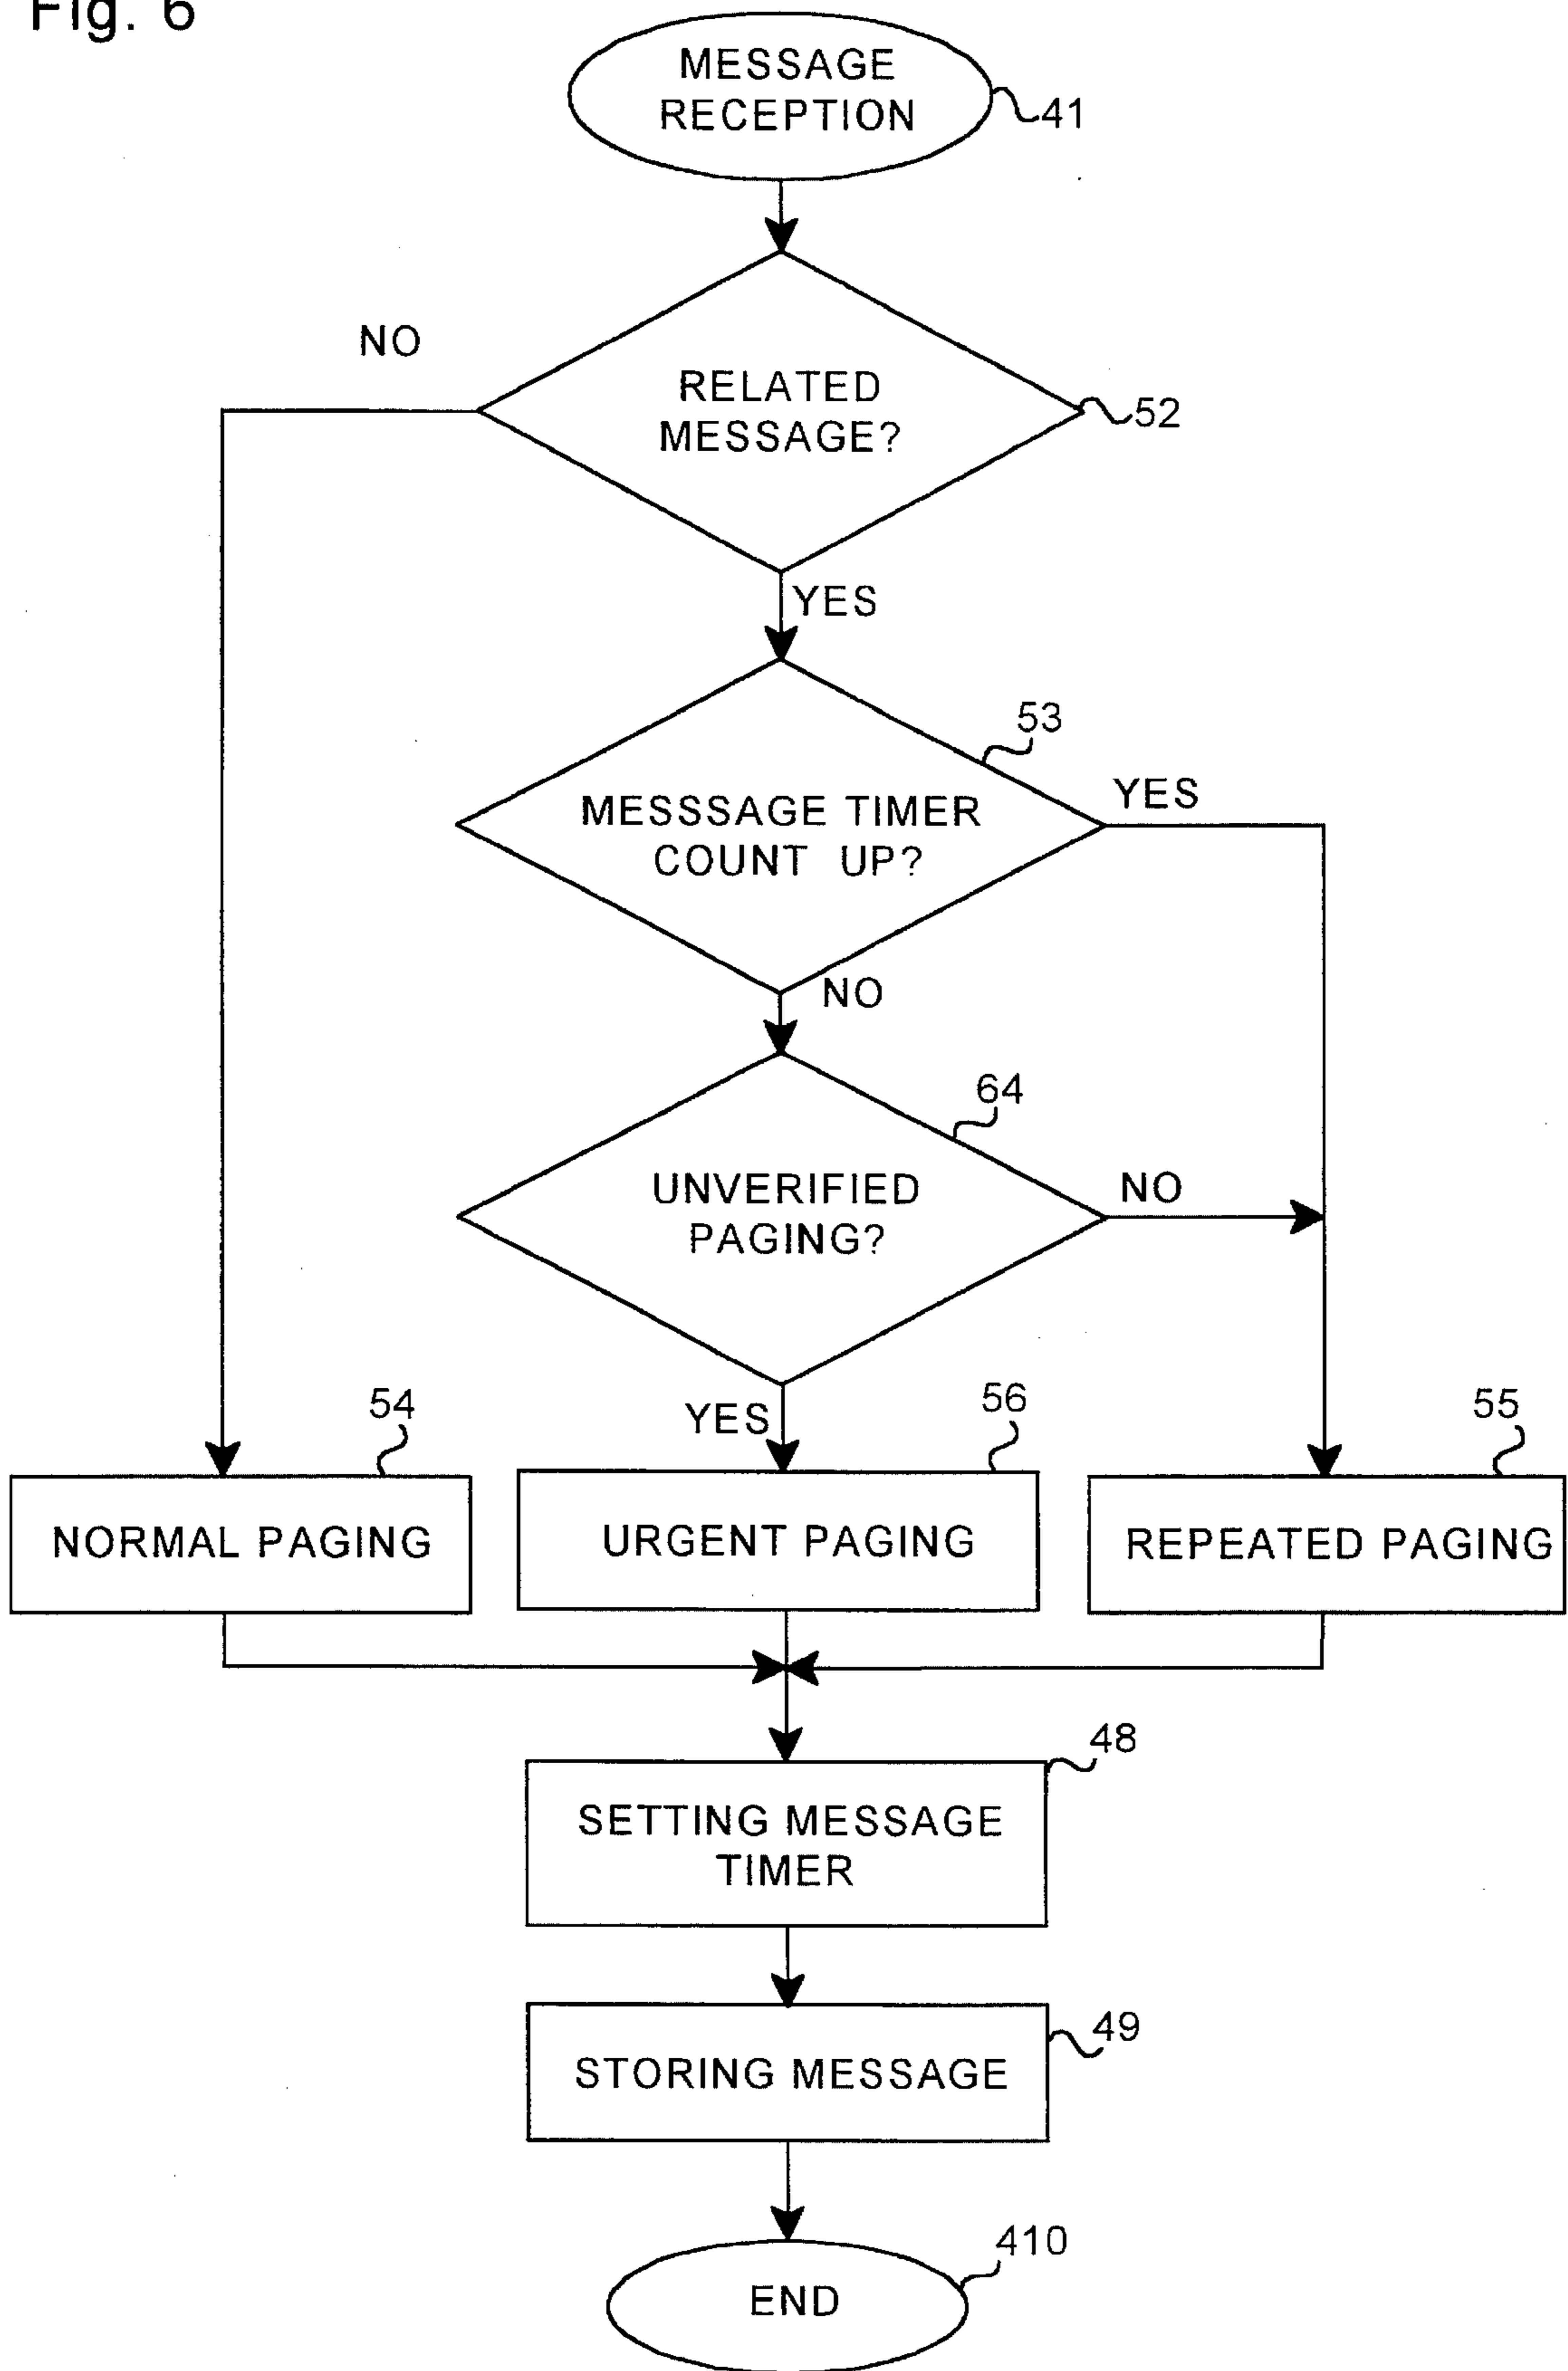 Fig. 6
MESSAGE
RECEPTION
41
NO
RELATED
MESSAGE?
52
YES
53
MESSSAGE TIMER
COUNT UP?
YES
NO
64
UNVERIFIED
PAGING?
NO
YES
54
56
55
NORMAL PAGING
URGENT PAGING
REPEATED PAGING
48
SETTING MESSAGE
TIMER
49
STORING MESSAGE
410
END